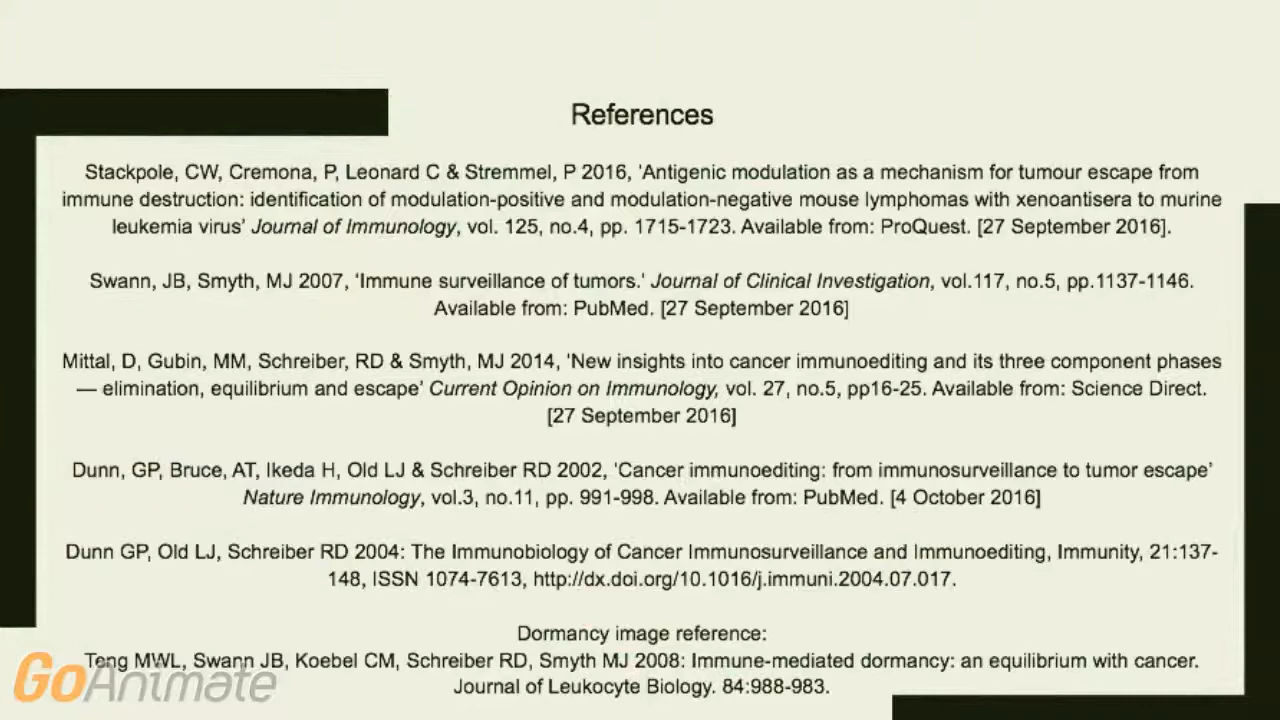 References
Stackpole, CW, Cremona, P, Leonard C & Stremmel, P 2016, 'Antigenic modulation as a mechanism for tumour escape from
immune destruction: identification of modulation-positive and modulation-negative mouse lymphomas with xenoantisera to murine
leukemia virus' Journal of Immunology, vol. 125, no.4, pp. 1715-1723. Available from: ProQuest. [27 September 2016].
Swann, JB, Smyth, MJ 2007, 'Immune surveillance of tumors.' Journal of Clinical Investigation, vol.117, no.5, pp.1137-1146.
Available from: PubMed. [27 September 2016]
Mittal, D, Gubin, MM, Schreiber, RD & Smyth, MJ 2014, 'New insights into cancer immunoediting and its three component phases
— elimination, equilibrium and escape' Current Opinion on Immunology, vol. 27, no.5, pp16-25. Available from: Science Direct.
[27 September 2016]
Dunn, GP, Bruce, AT, Ikeda H, Old LJ & Schreiber RD 2002, 'Cancer immunoediting: from immunosurveillance to tumor escape'
Nature Immunology, vol.3, no.11, pp. 991-998. Available from: PubMed. [4 October 2016]
Dunn GP, Old LJ, Schreiber RD 2004: The Immunobiology of Cancer Immunosurveillance and Immunoediting, Immunity, 21:137-
148, ISSN 1074-7613, http://dx.doi.org/10.1016/j.immuni.2004.07.017.
Dormancy image reference:
Teng MWL, Swann JB, Koebel CM, Schreiber RD, Smyth MJ 2008: Immune-mediated dormancy: an equilibrium with cancer.
Journal of Leukocyte Biology. 84:988-983.
GoAnimate